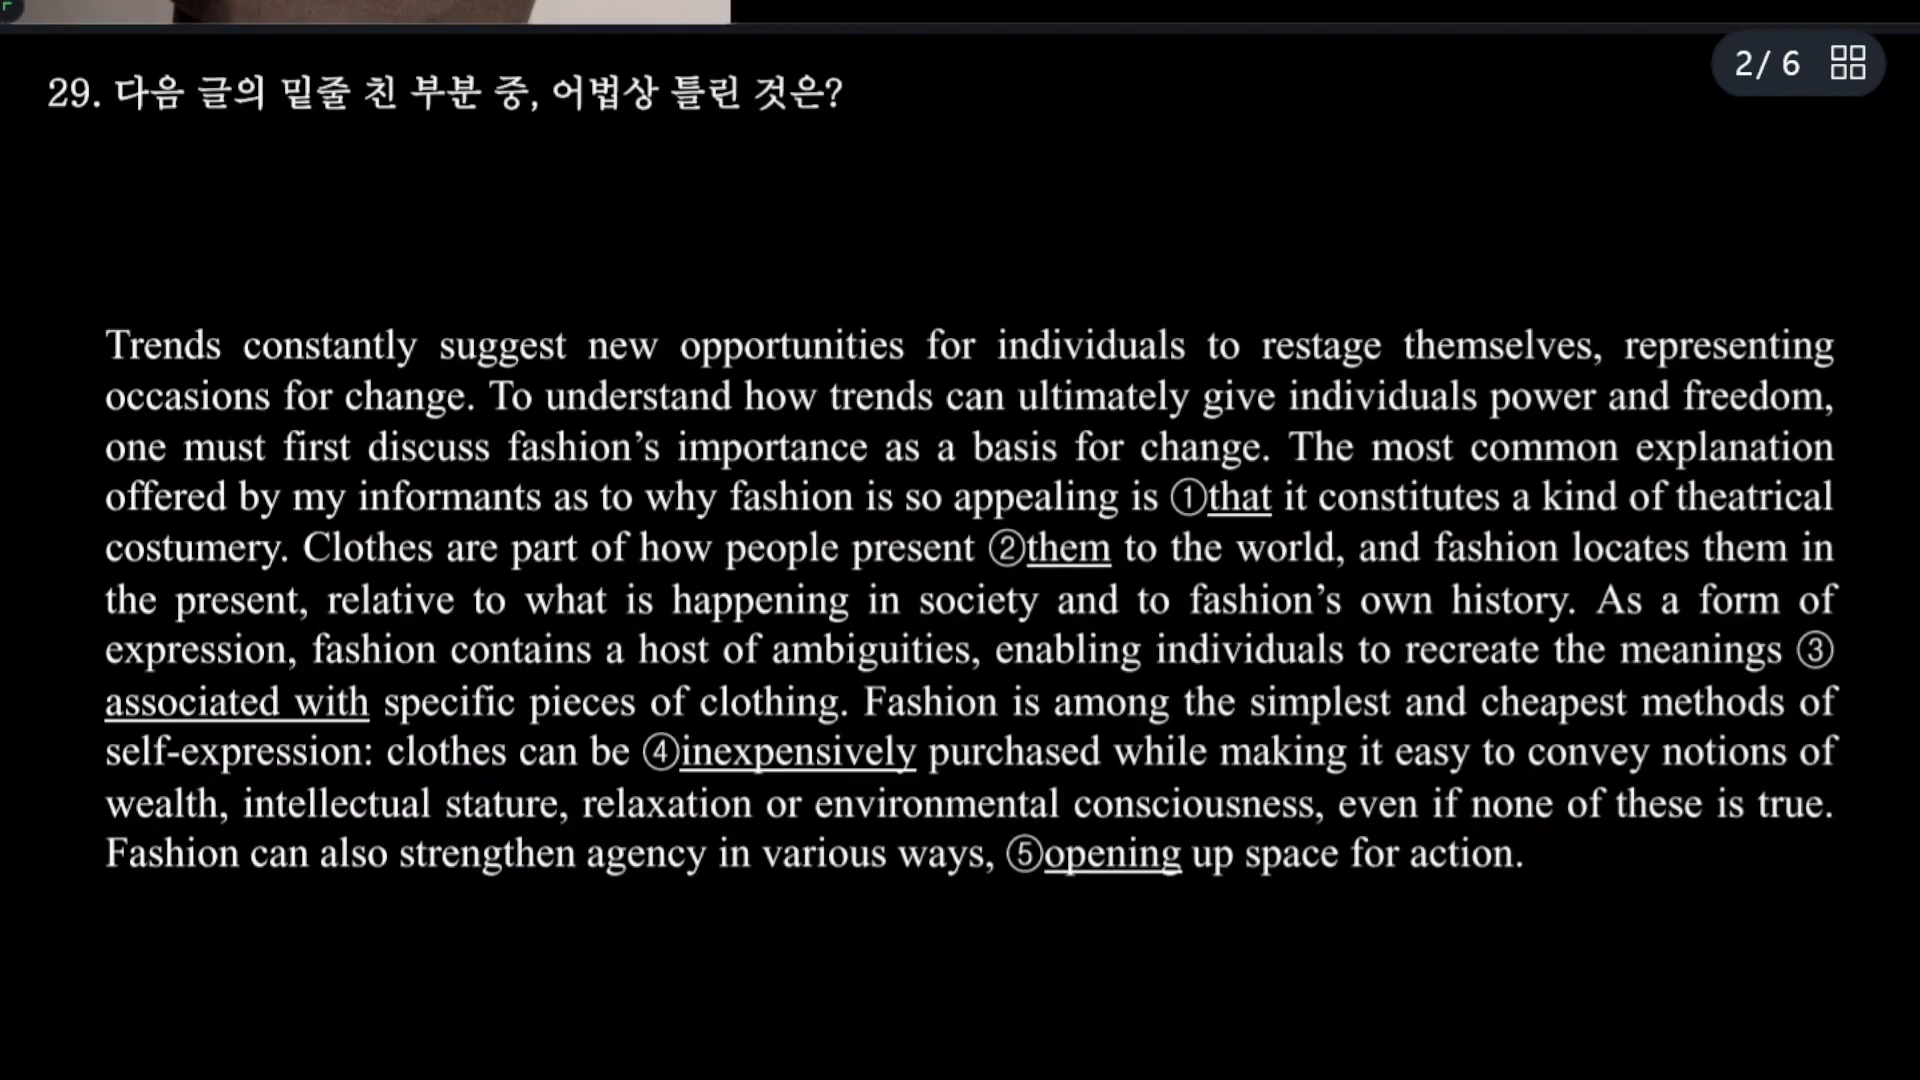 2/ 6
29. 다음 글의 밑줄 친 부분 중, 어법상 틀린 것은?
Trends constantly suggest new opportunities for individuals to restage themselves, representing
occasions for change. To understand how trends can ultimately give individuals power and freedom,
one must first discuss fashion’s importance as a basis for change. The most common explanation
offered by my informants as to why fashion is so appealing is ①that it constitutes a kind of theatrical
costumery. Clothes are part of how people present ②them to the world, and fashion locates them in
the present, relative to what is happening in society and to fashion’s own history. As a form of
expression, fashion contains a host of ambiguities, enabling individuals to recreate the meanings ③
associated with specific pieces of clothing. Fashion is among the simplest and cheapest methods of
self-expression: clothes can be ④inexpensively purchased while making it easy to convey notions of
wealth, intellectual stature, relaxation or environmental consciousness, even if none of these is true.
Fashion can also strengthen agency in various ways, ⑤opening up space for action.